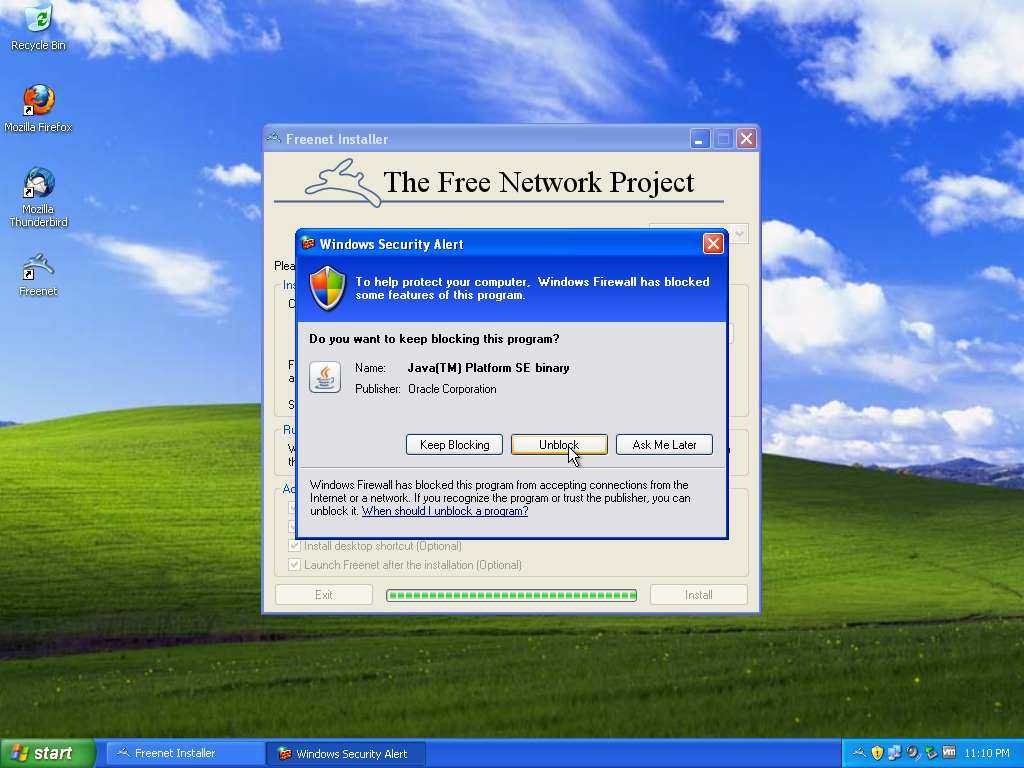 Recycle Bin
Mozilla Firefox
Mozilla
Thunderbird
Freenet
Freenet Installer
The Free Network Project
Windows Security Alert
To help protect your computer, Windows Firewall has blocked
some features of this program.
Do you want to keep blocking this program?
Name: Java(TM) Platform SE binary
Publisher: Oracle Corporation
Keep Blocking
Unblock
Ask Me Later
Windows Firewall has blocked this program from accepting connections from the
Internet or a network. If you recognize the program or trust the publisher, you can
unblock it. When should I unblock a program?
Install desktop shortcut (Optional)
Launch Freenet after the installation (Optional)
Exit
Install
start
Freenet Installer
Windows Security Alert
vm
11:10 PM